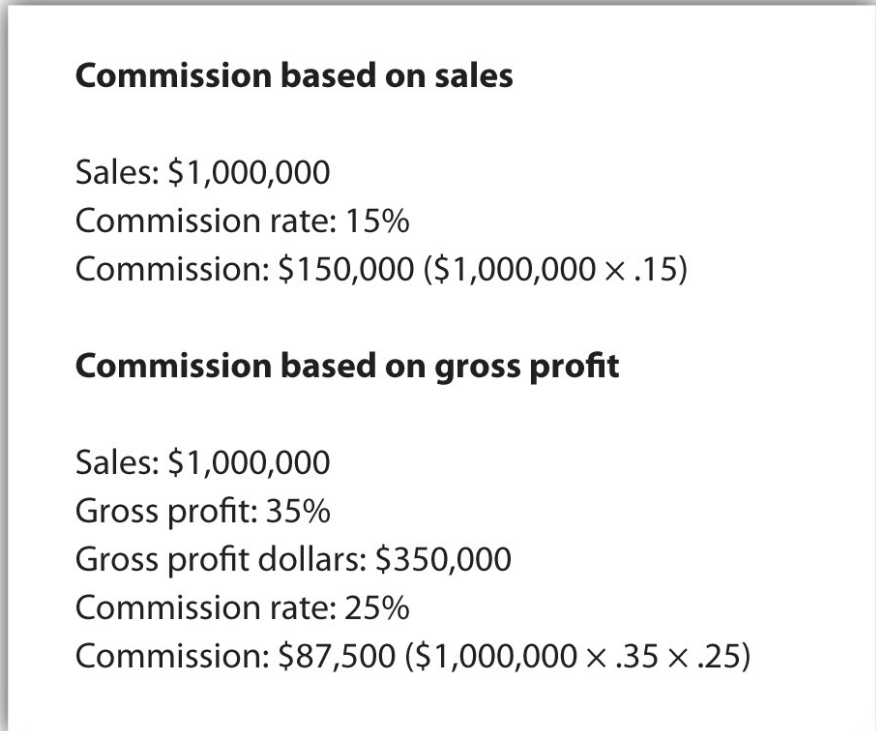 Commission based on sales
Sales: $1,000,000
Commission rate: 15%
Commission: $150,000 ($1,000,000 × .15)
Commission based on gross profit
Sales: $1,000,000
Gross profit: 35%
Gross profit dollars: $350,000
Commission rate: 25%
Commission: $87,500 ($1,000,000 × .35 × .25)